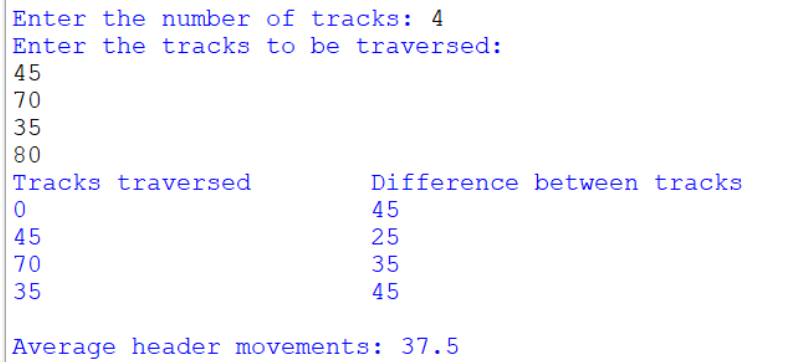 Enter the number of tracks: 4
Enter the tracks to be traversed:
45
70
35
80
Tracks traversed Difference between tracks
0 45
45 25
70 35
35 45
Average header movements: 37.5